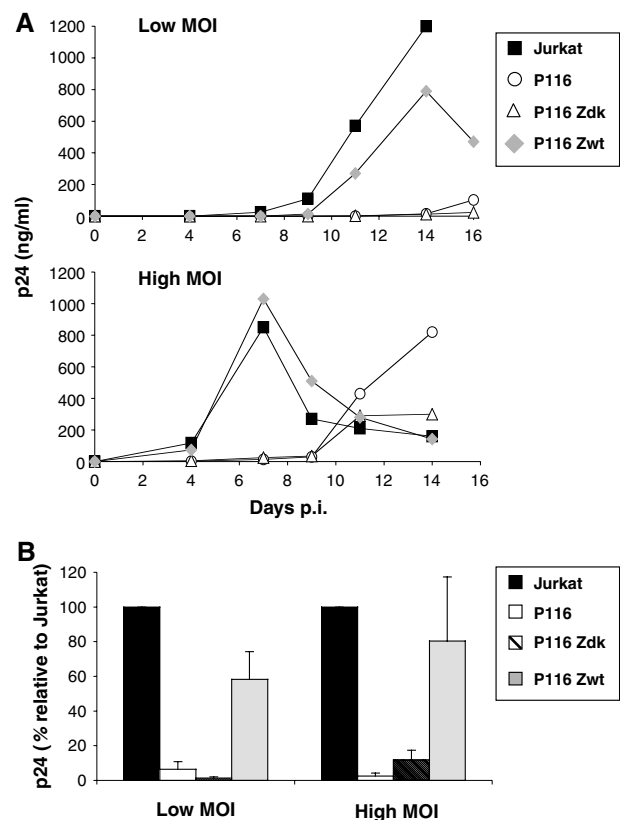 A
Low MOI
1200
1000
800
600
400
200
0
0 2 4 6 8 10 12 14 16
Jurkat
P116
P116 Zdk
P116 Zwt
p24 (ng/ml)
High MOI
1200
1000
800
600
400
200
0
0 2 4 6 8 10 12 14 16
Days p.i.
B
p24 (% relative to Jurkat)
120
100
80
60
40
20
0
Low MOI High MOI
Jurkat
P116
P116 Zdk
P116 Zwt